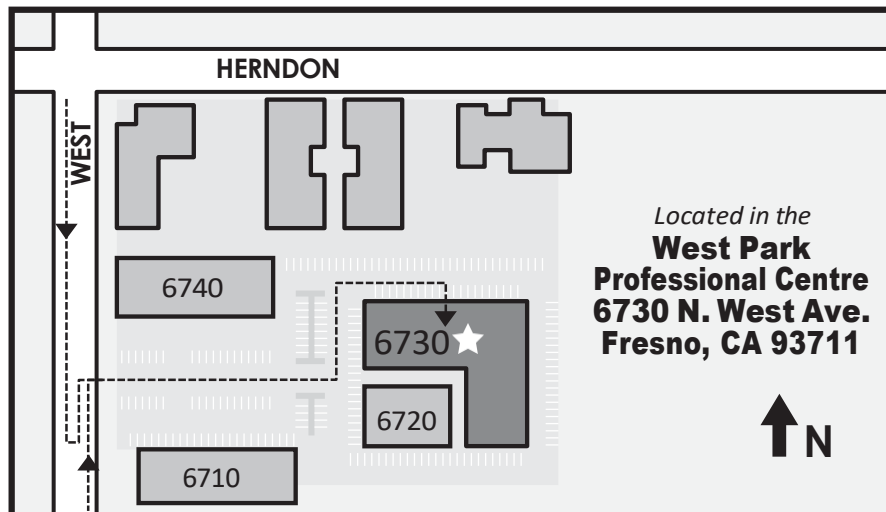 HERNDON
WEST
Located in the
West Park
Professional Centre
6730 N. West Ave.
Fresno, CA 93711
6740
6730
6720
6710
N